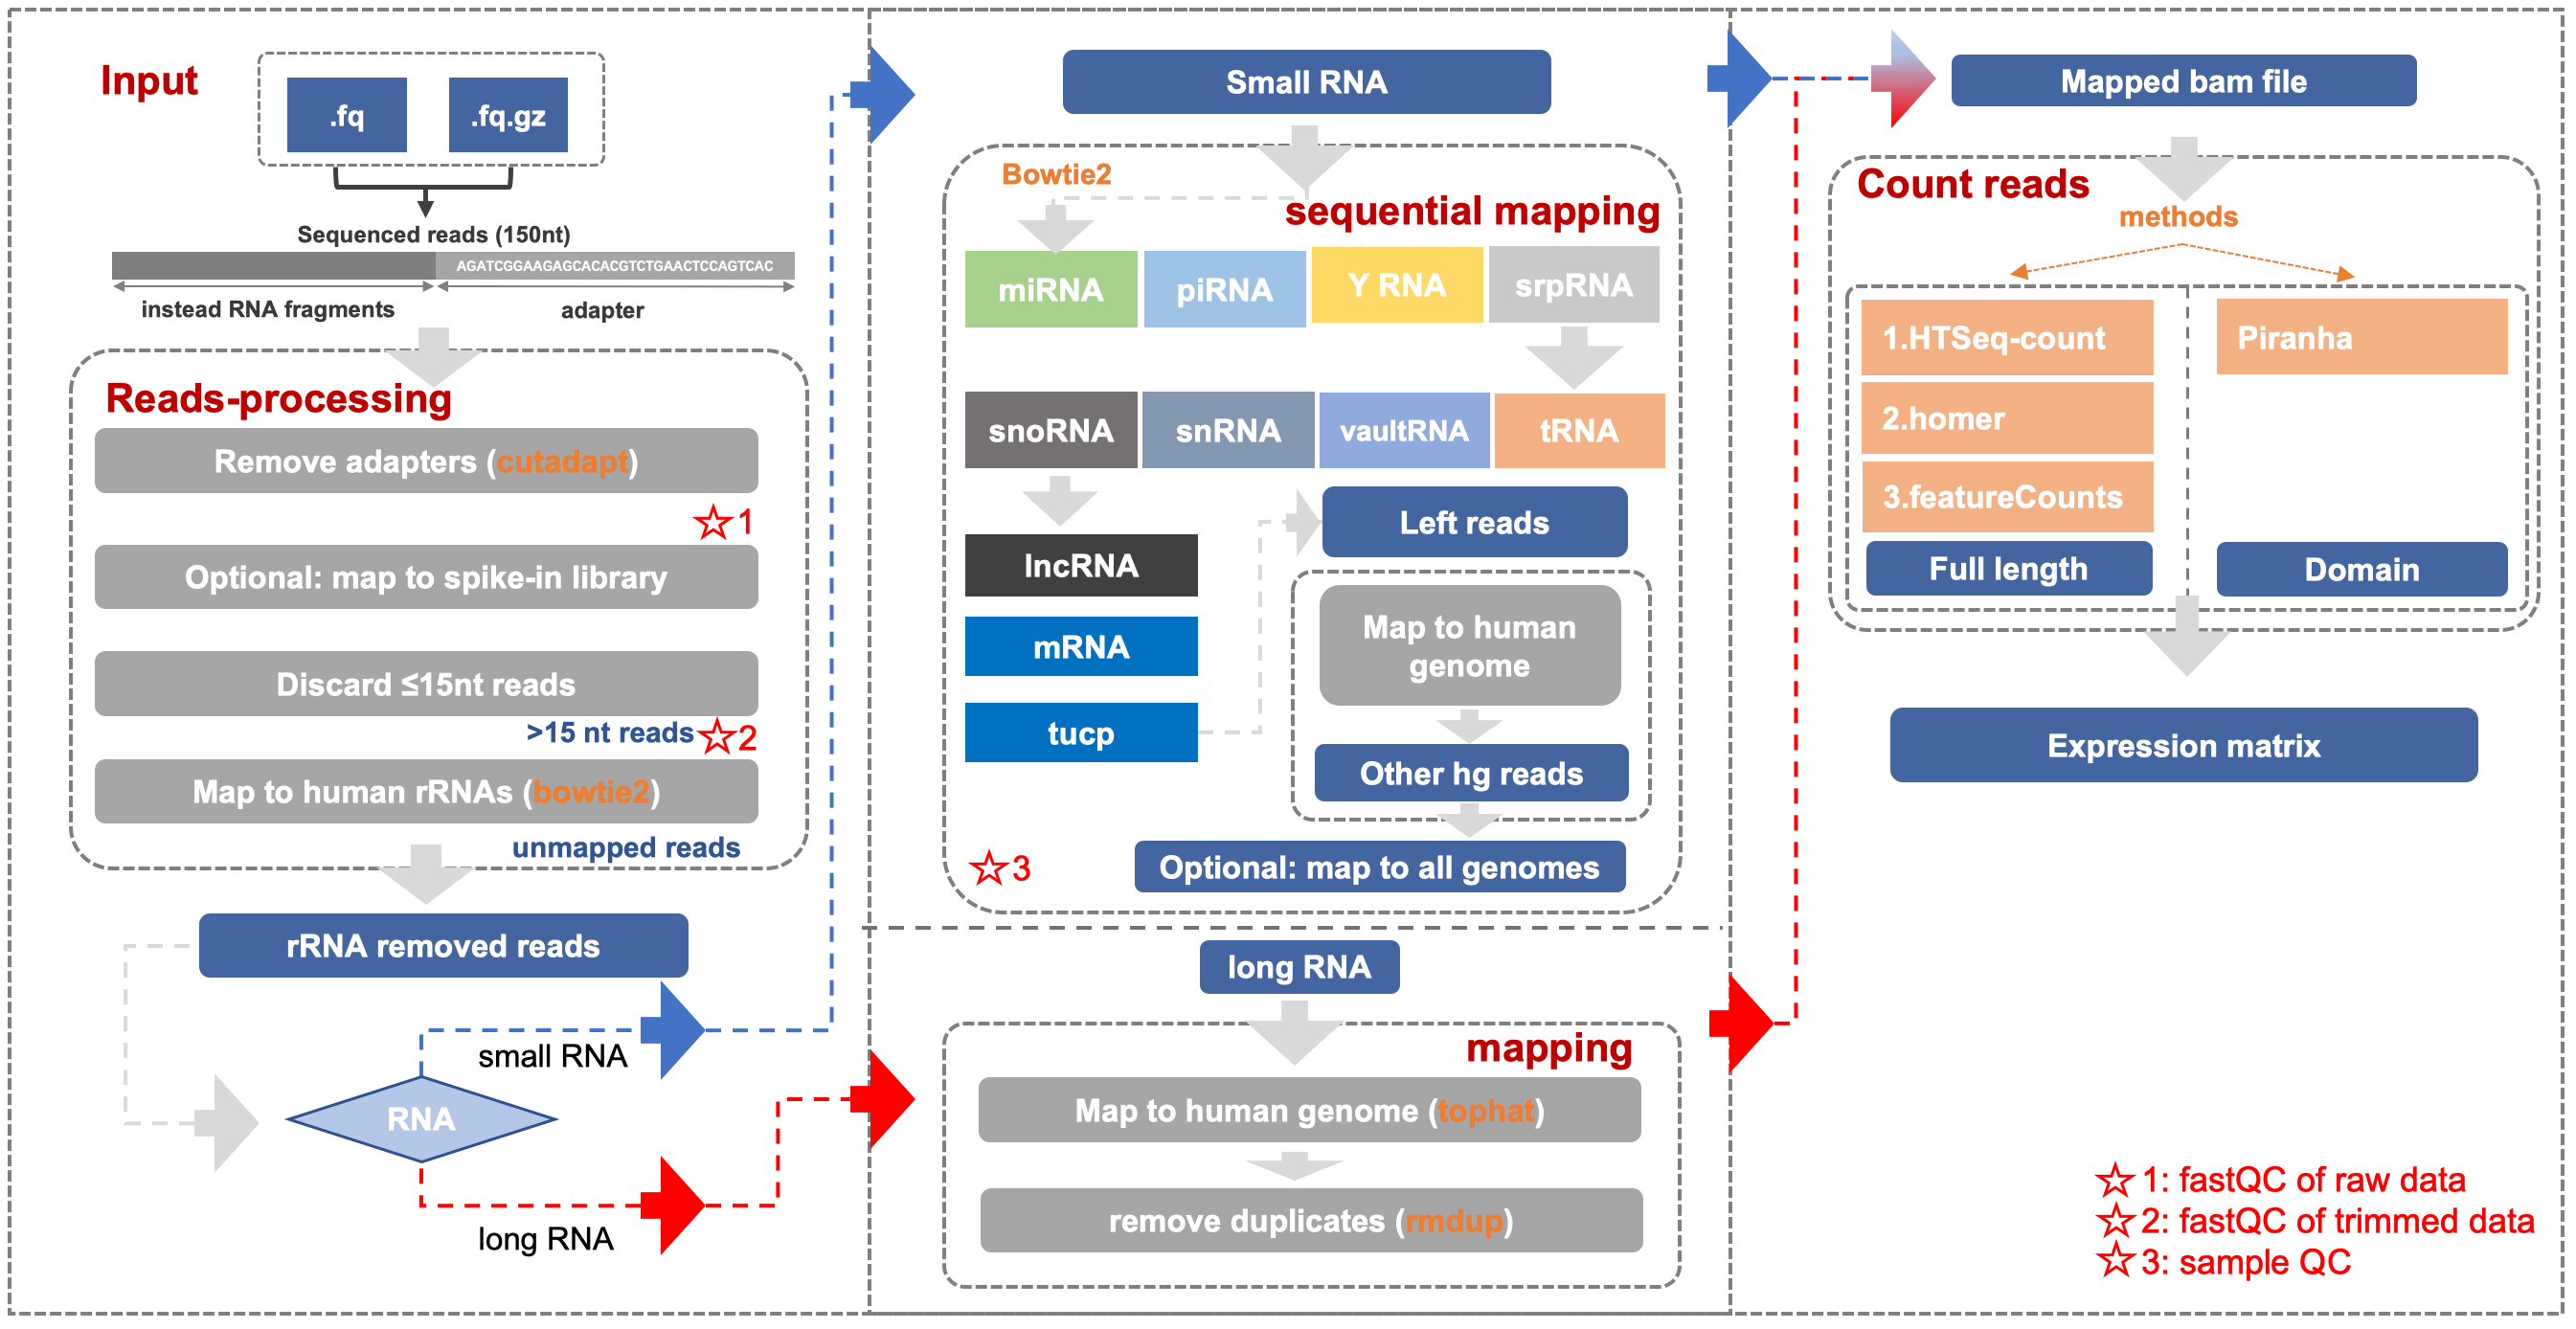 Input
.fq
.fq.gz
Sequenced reads (150nt)
AGATCGGAAGAGCACACGTCTGAACTCCAGTCAC
instead RNA fragments
adapter
Reads-processing
Remove adapters (cutadapt)
1
Optional: map to spike-in library
Discard ≤15nt reads
>15 nt reads
2
Map to human rRNAs (bowtie2)
unmapped reads
rRNA removed reads
small RNA
RNA
long RNA
Small RNA
Bowtie2
sequential mapping
miRNA
piRNA
Y RNA
srpRNA
snoRNA
snRNA
vaultRNA
tRNA
lncRNA
mRNA
tucp
Left reads
Map to human
genome
Other hg reads
Optional: map to all genomes
3
long RNA
mapping
Map to human genome (tophat)
remove duplicates (rmdup)
Mapped bam file
Count reads
methods
1.HTSeq-count
2.homer
3.featureCounts
Full length
Piranha
Domain
Expression matrix
1: fastQC of raw data
2: fastQC of trimmed data
3: sample QC